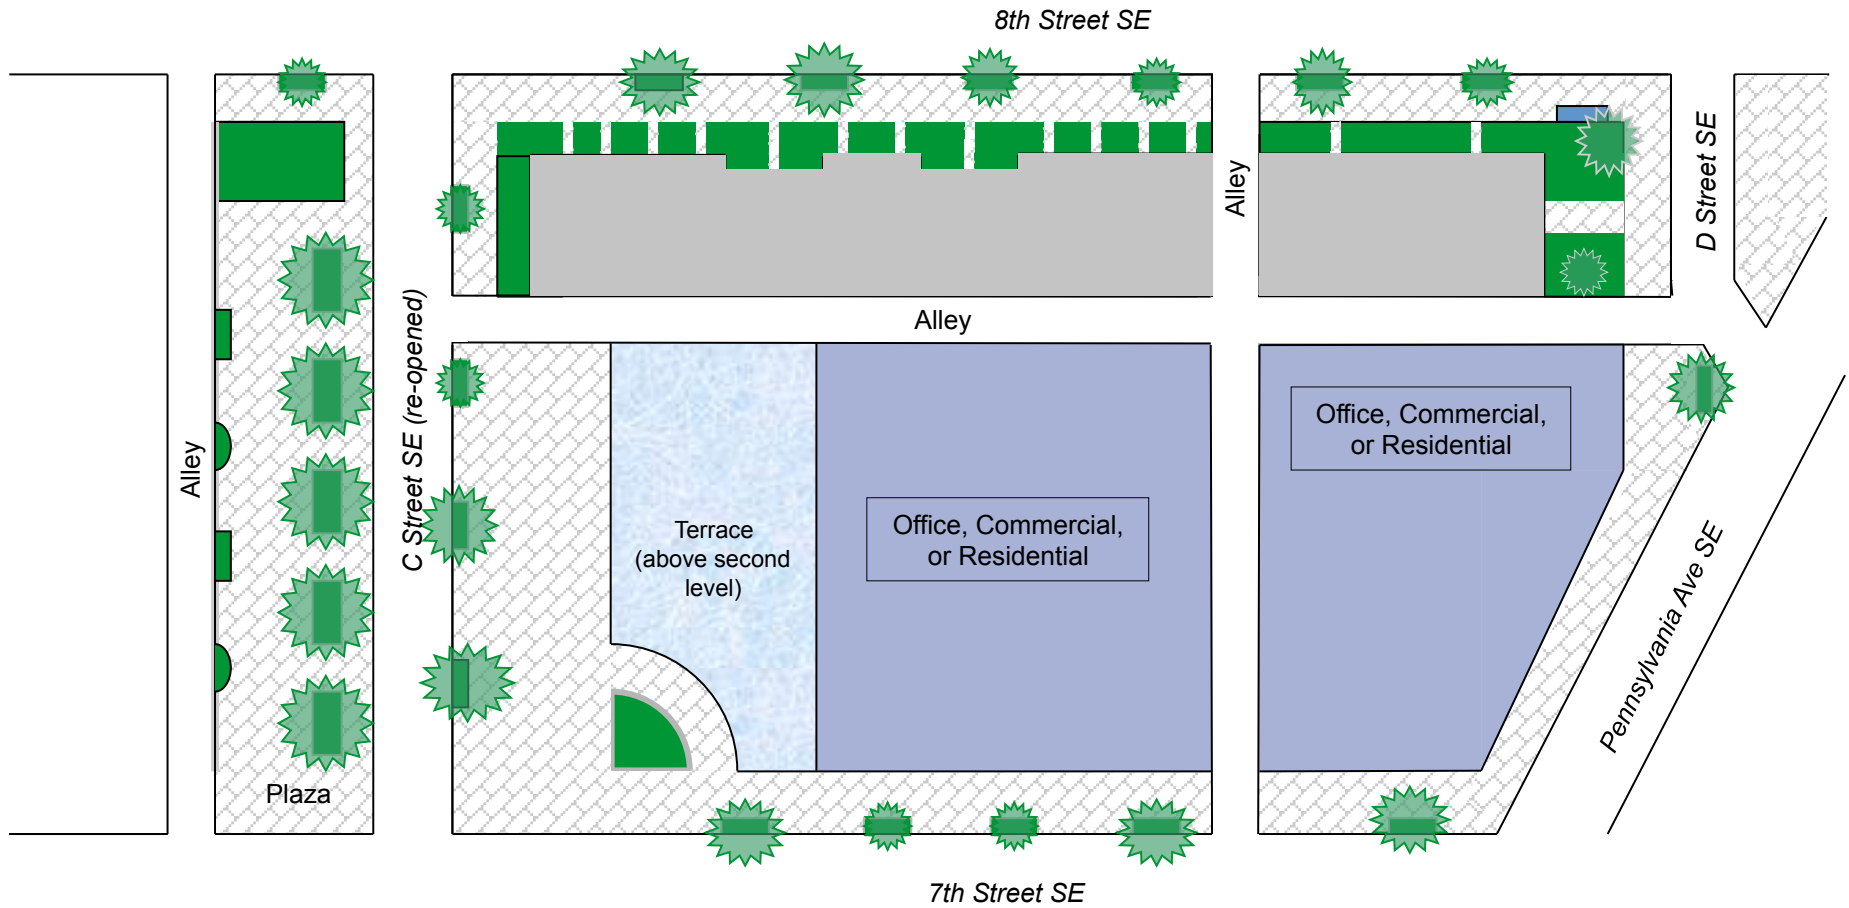 8th Street SE
Alley
D Street SE
C Street SE (re-opened)
Alley
Office, Commercial,
or Residential
Alley
Terrace
(above second
level)
Office, Commercial,
or Residential
Pennsylvania Ave SE
Plaza
7th Street SE